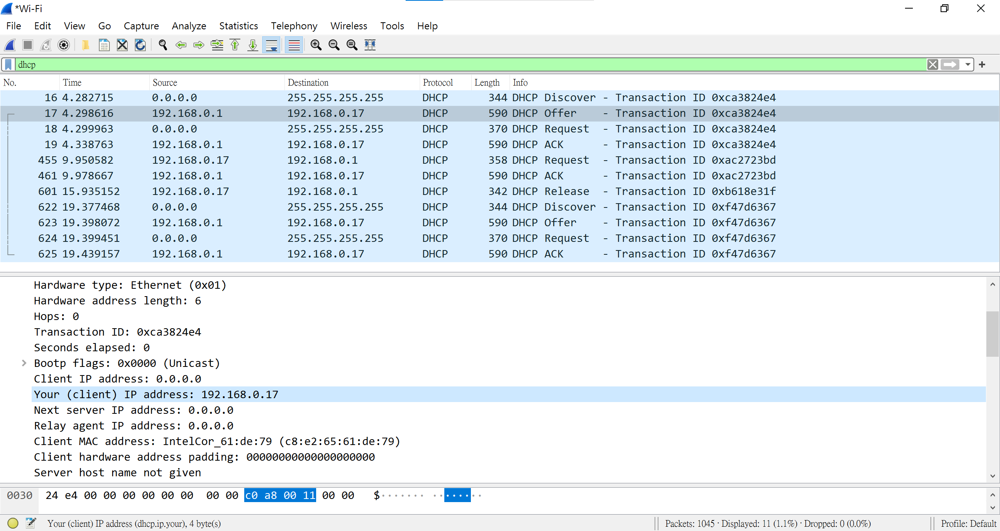 *Wi-Fi
File Edit View Go Capture Analyze Statistics Telephony Wireless Tools Help
dhcp
No. Time Source Destination Protocol Length Info
16 4.282715 0.0.0.0 255.255.255.255 DHCP 344 DHCP Discover - Transaction ID 0xca3824e4
17 4.298616 192.168.0.1 192.168.0.17 DHCP 590 DHCP Offer - Transaction ID 0xca3824e4
18 4.299963 0.0.0.0 255.255.255.255 DHCP 370 DHCP Request - Transaction ID 0xca3824e4
19 4.338763 192.168.0.1 192.168.0.17 DHCP 590 DHCP ACK - Transaction ID 0xca3824e4
455 9.950582 192.168.0.17 192.168.0.1 DHCP 358 DHCP Request - Transaction ID 0xac2723bd
461 9.978667 192.168.0.1 192.168.0.17 DHCP 590 DHCP ACK - Transaction ID 0xac2723bd
601 15.935152 192.168.0.17 192.168.0.1 DHCP 342 DHCP Release - Transaction ID 0xb618e31f
622 19.377468 0.0.0.0 255.255.255.255 DHCP 344 DHCP Discover - Transaction ID 0xf47d6367
623 19.398072 192.168.0.1 192.168.0.17 DHCP 590 DHCP Offer - Transaction ID 0xf47d6367
624 19.399451 0.0.0.0 255.255.255.255 DHCP 370 DHCP Request - Transaction ID 0xf47d6367
625 19.439157 192.168.0.1 192.168.0.17 DHCP 590 DHCP ACK - Transaction ID 0xf47d6367
Hardware type: Ethernet (0x01)
Hardware address length: 6
Hops: 0
Transaction ID: 0xca3824e4
Seconds elapsed: 0
Bootp flags: 0x0000 (Unicast)
Client IP address: 0.0.0.0
Your (client) IP address: 192.168.0.17
Next server IP address: 0.0.0.0
Relay agent IP address: 0.0.0.0
Client MAC address: IntelCor_61:de:79 (c8:e2:65:61:de:79)
Client hardware address padding: 00000000000000000000
Server host name not given
0030 24 e4 00 00 00 00 00 00 00 00 c0 a8 00 11 00 00 $······· ········
Your (client) IP address (dhcp.ip.your), 4 byte(s)
Packets: 1045 · Displayed: 11 (1.1%) · Dropped: 0 (0.0%)
Profile: Default